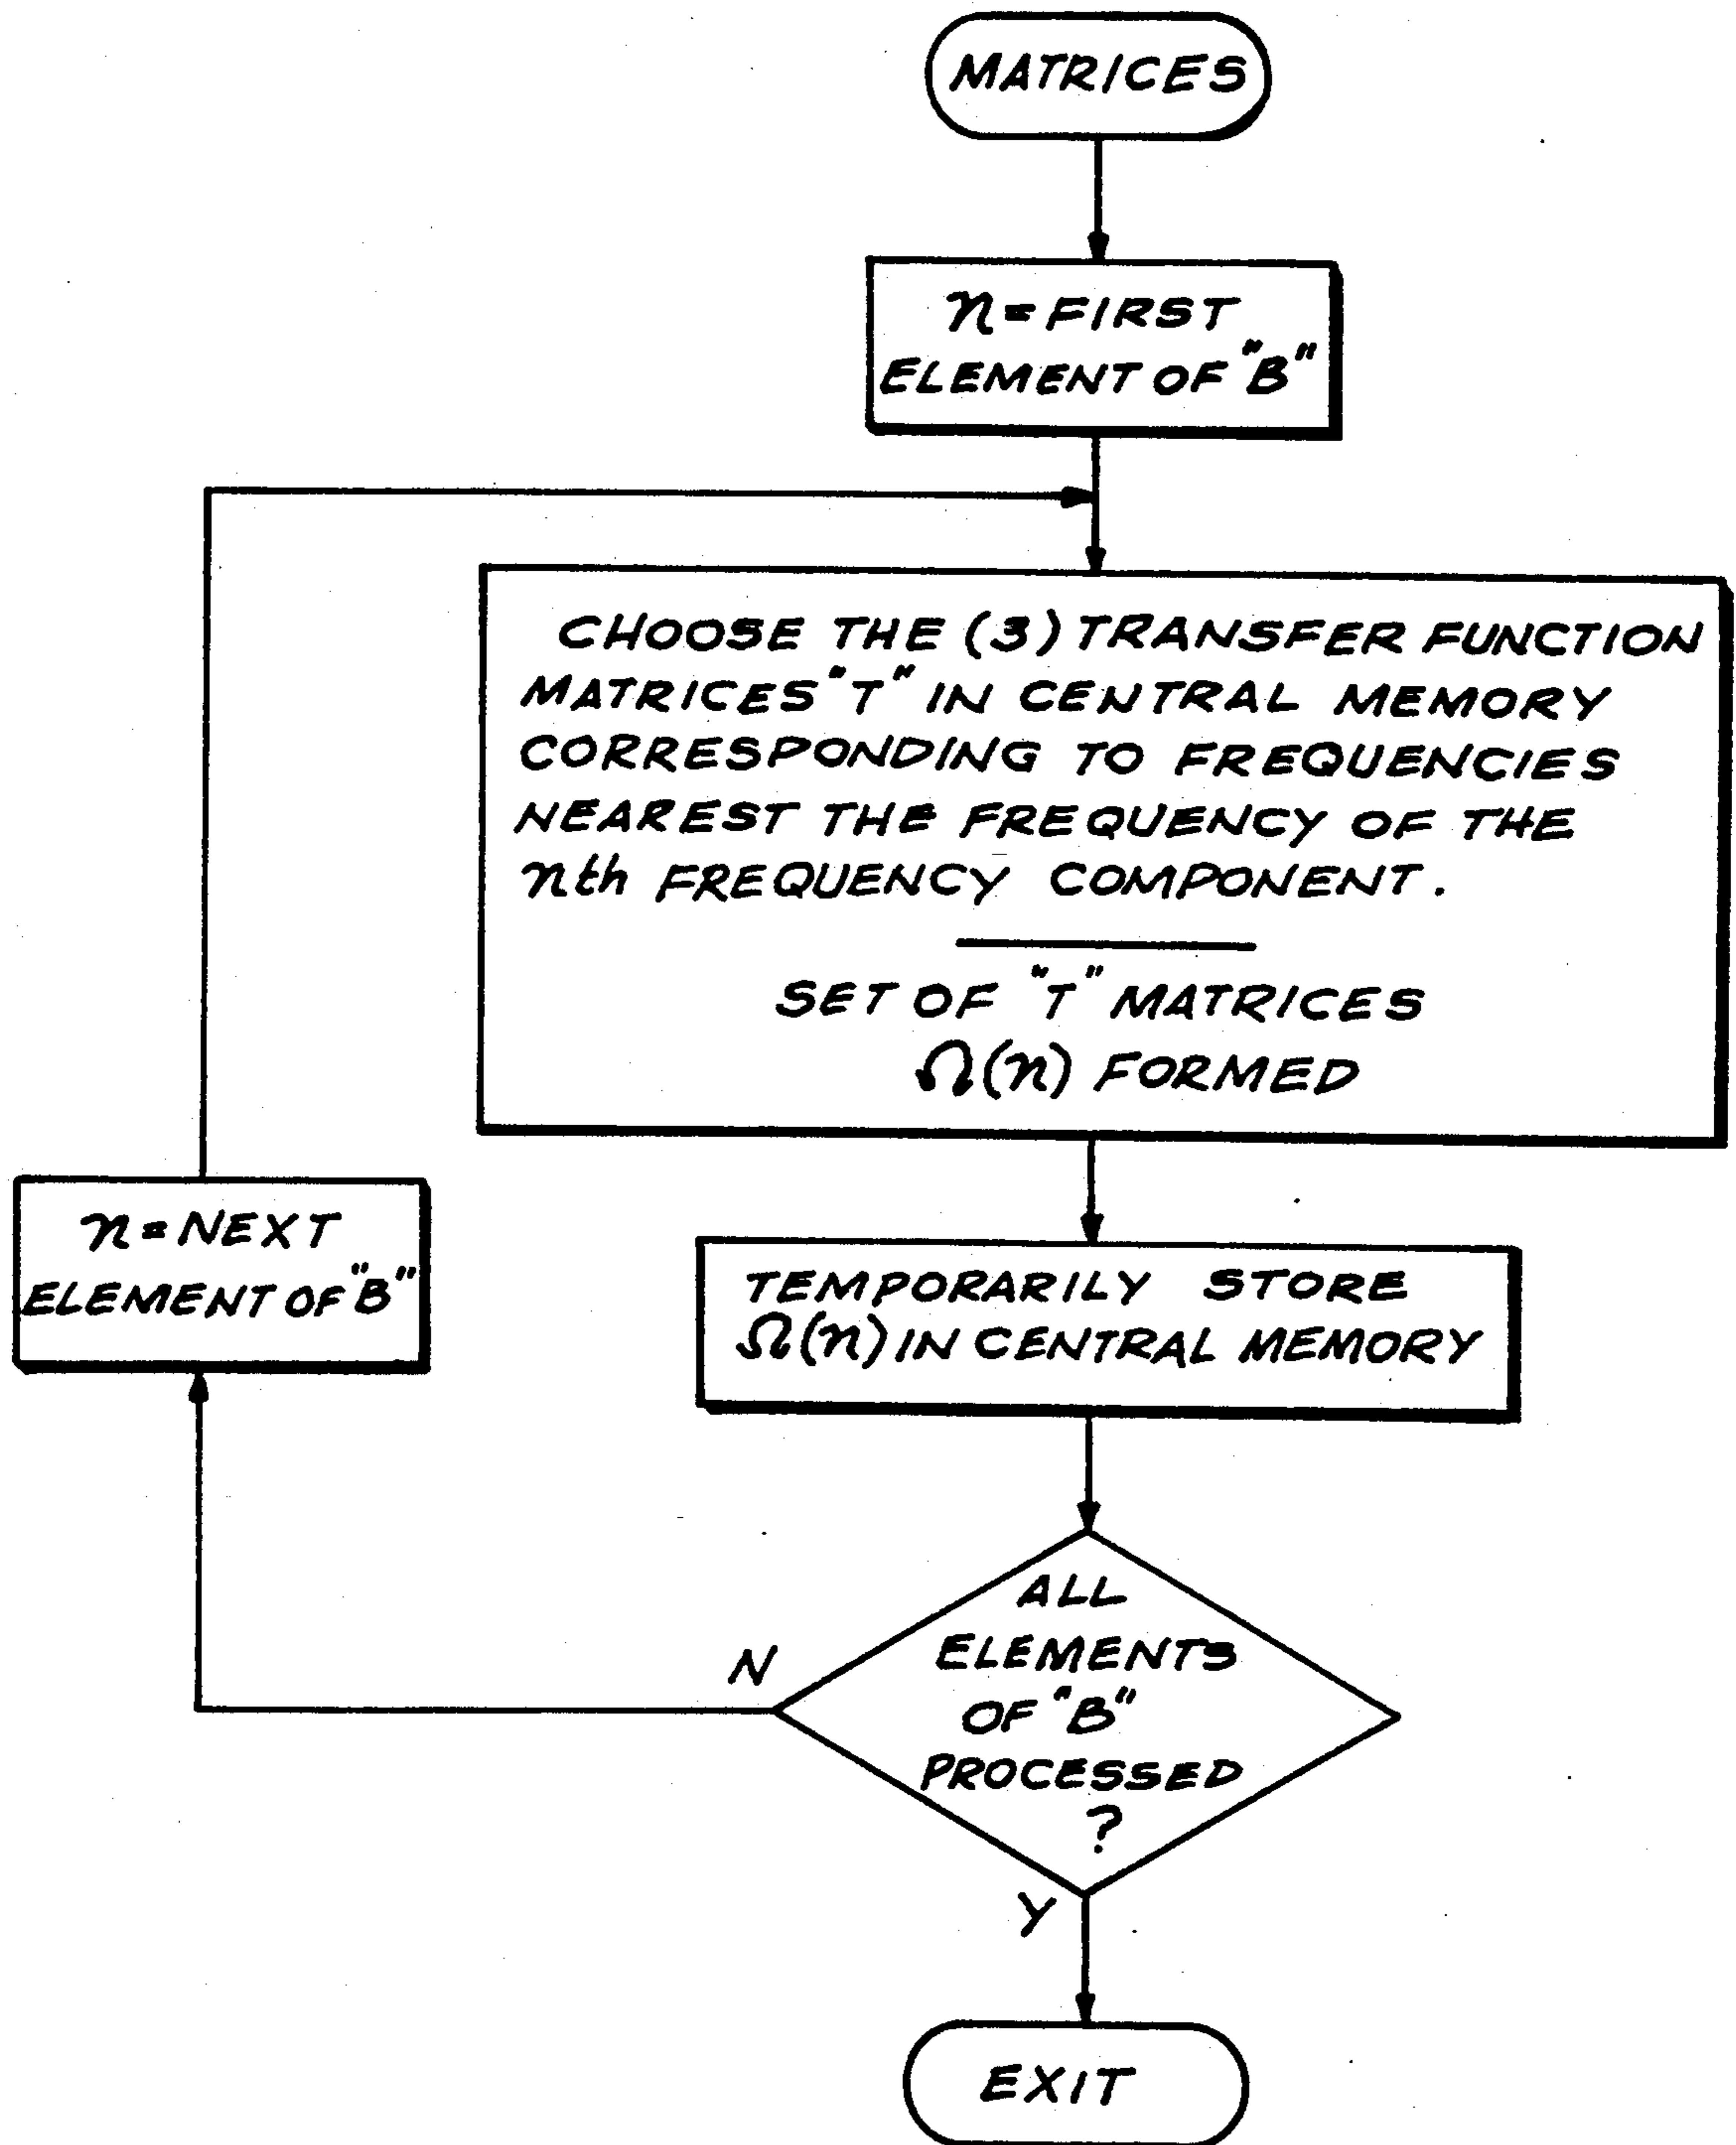 MATRICES
n = FIRST
ELEMENT OF "B"
CHOOSE THE (3) TRANSFER FUNCTION
MATRICES "T" IN CENTRAL MEMORY
CORRESPONDING TO FREQUENCIES
NEAREST THE FREQUENCY OF THE
nth FREQUENCY COMPONENT.
SET OF "T" MATRICES
Ω(n) FORMED
n = NEXT
ELEMENT OF "B"
TEMPORARILY STORE
Ω(n) IN CENTRAL MEMORY
ALL
ELEMENTS
OF "B"
PROCESSED
?
N
Y
EXIT